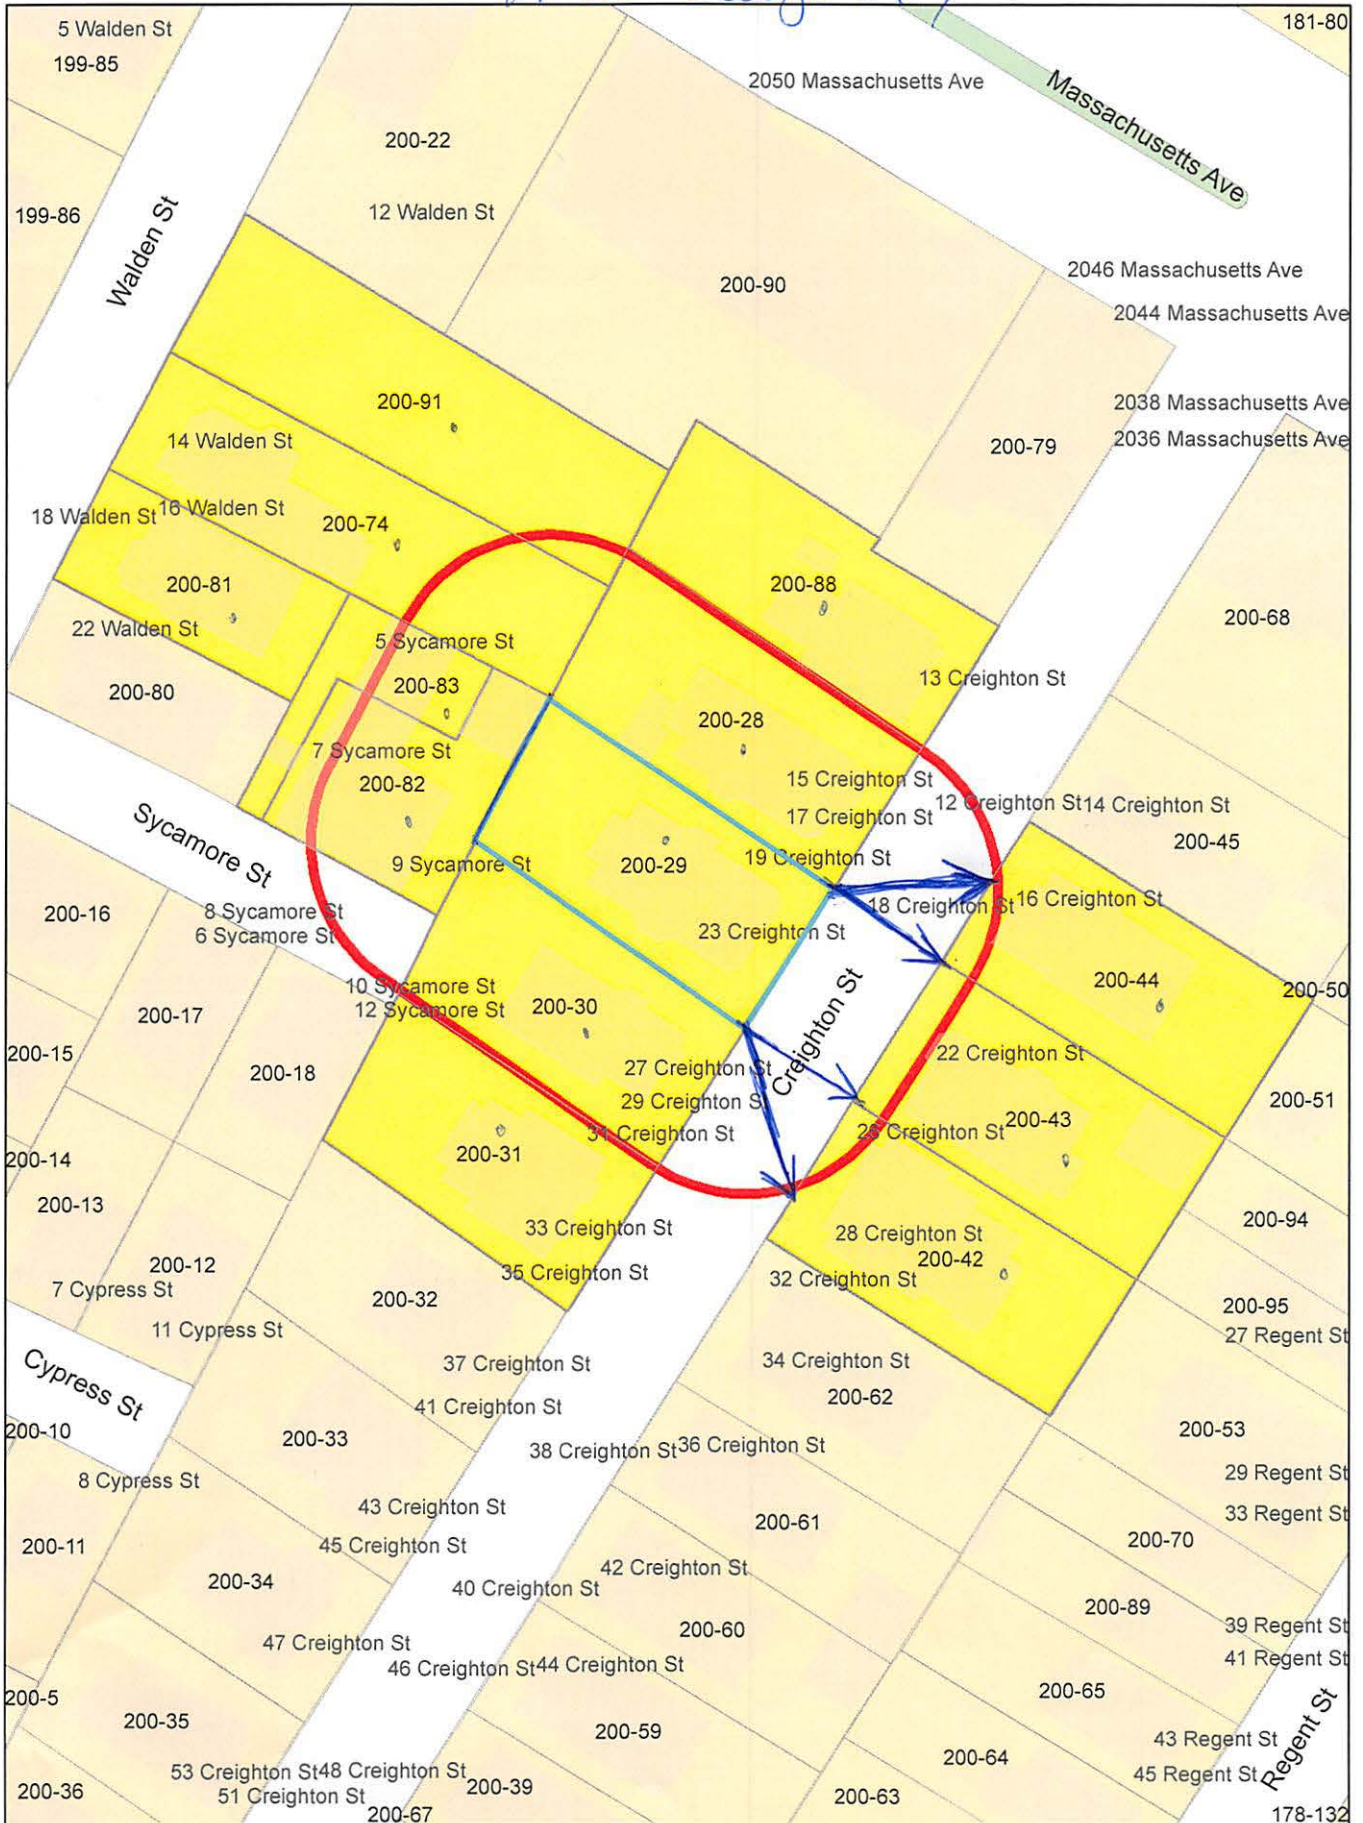 5 Walden St
181-80
199-85
2050 Massachusetts Ave
Massachusetts Ave
200-22
199-86
12 Walden St
Walden St
2046 Massachusetts Ave
200-90
2044 Massachusetts Ave
200-91
2038 Massachusetts Ave
14 Walden St
2036 Massachusetts Ave
200-79
18 Walden St
16 Walden St
200-74
200-81
200-88
200-68
22 Walden St
5 Sycamore St
13 Creighton St
200-80
200-83
200-28
7 Sycamore St
200-82
15 Creighton St
12 Creighton St
14 Creighton St
17 Creighton St
Sycamore St
200-45
9 Sycamore St
200-29
19 Creighton St
16 Creighton St
18 Creighton St
200-16
8 Sycamore St
6 Sycamore St
23 Creighton St
200-44
10 Sycamore St
200-50
12 Sycamore St
200-30
200-17
Creighton St
200-15
22 Creighton St
200-18
27 Creighton St
29 Creighton St
200-51
31 Creighton St
26 Creighton St
200-43
200-14
200-31
200-13
200-94
33 Creighton St
28 Creighton St
200-42
200-12
35 Creighton St
32 Creighton St
7 Cypress St
200-32
200-95
11 Cypress St
27 Regent St
37 Creighton St
34 Creighton St
Cypress St
200-62
41 Creighton St
200-10
200-33
38 Creighton St
36 Creighton St
200-53
8 Cypress St
29 Regent St
43 Creighton St
33 Regent St
200-11
45 Creighton St
200-61
200-70
200-34
40 Creighton St
42 Creighton St
200-89
47 Creighton St
200-60
39 Regent St
46 Creighton St
44 Creighton St
41 Regent St
200-5
200-65
200-35
200-59
43 Regent St
Regent St
53 Creighton St
48 Creighton St
200-64
45 Regent St
200-36
51 Creighton St
200-39
200-63
200-67
178-132